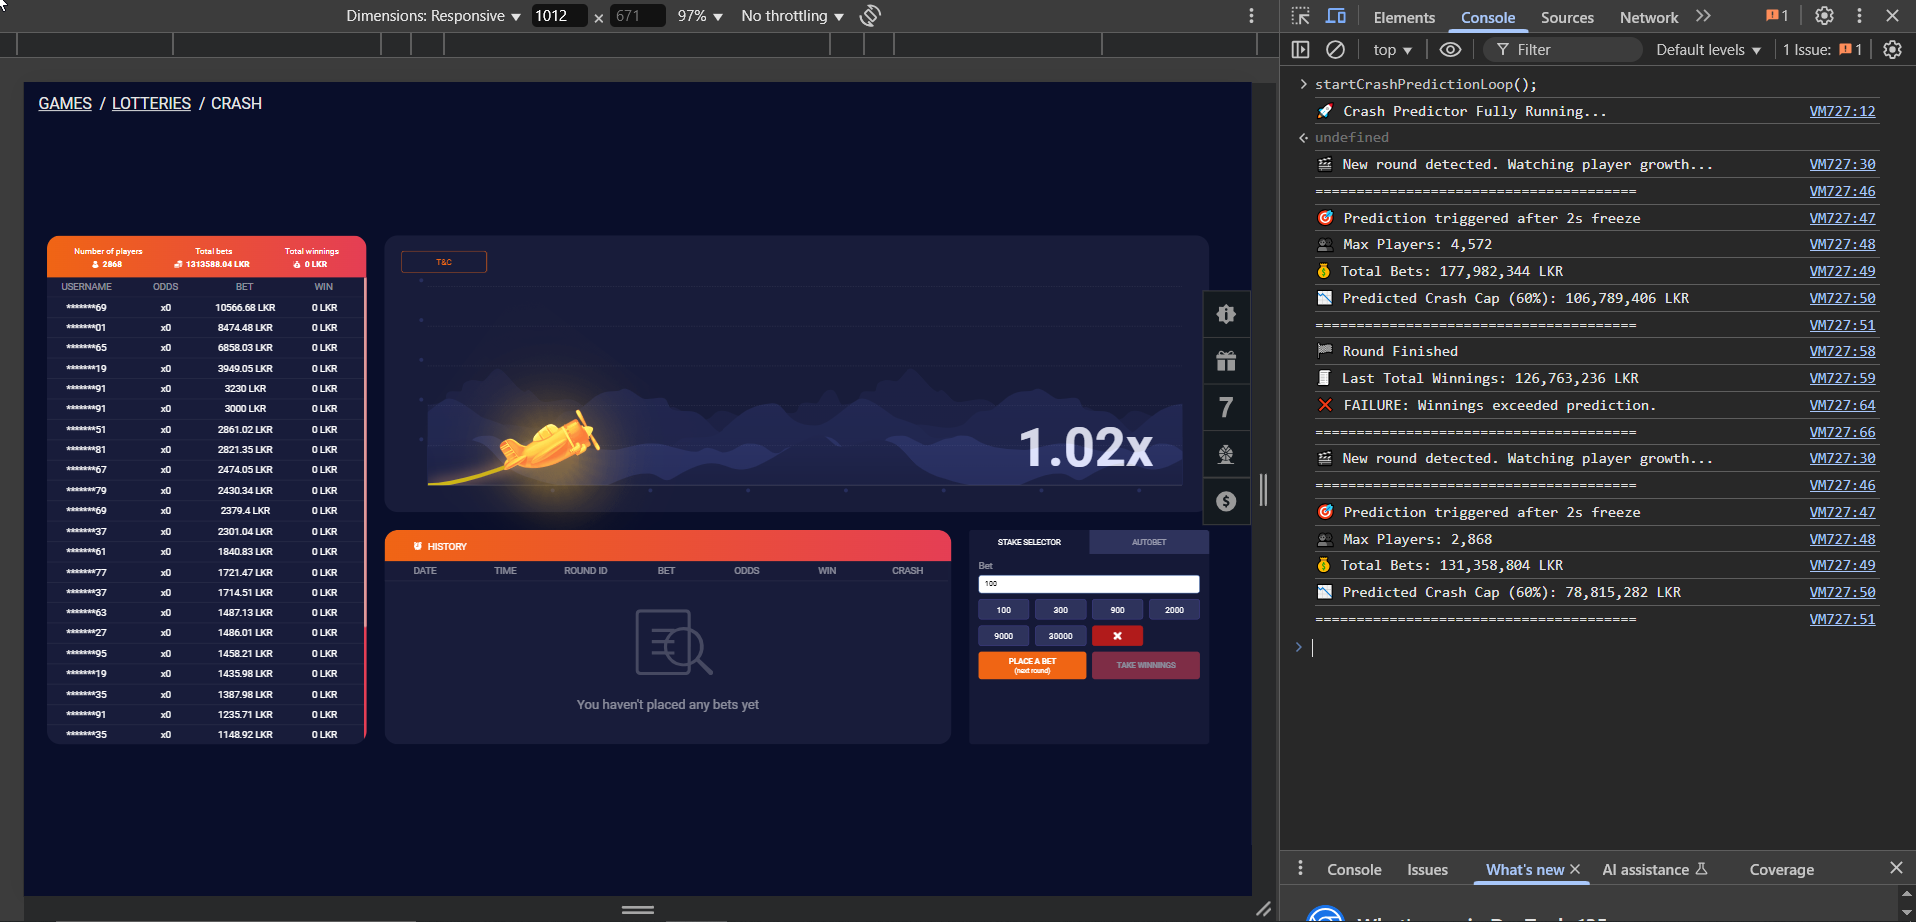 Dimensions: Responsive ▼ 1012 × 671 97% ▼ No throttling ▼
GAMES / LOTTERIES / CRASH
Number of players Total bets Total winnings
2868 1313588.04 LKR 0 LKR
USERNAME ODDS BET WIN
*******69 x0 10566.68 LKR 0 LKR
*******01 x0 8474.48 LKR 0 LKR
*******65 x0 6858.03 LKR 0 LKR
*******19 x0 3949.05 LKR 0 LKR
*******91 x0 3230 LKR 0 LKR
*******91 x0 3000 LKR 0 LKR
*******51 x0 2861.02 LKR 0 LKR
*******81 x0 2821.35 LKR 0 LKR
*******67 x0 2474.05 LKR 0 LKR
*******79 x0 2430.34 LKR 0 LKR
*******69 x0 2379.4 LKR 0 LKR
*******37 x0 2301.04 LKR 0 LKR
*******61 x0 1840.83 LKR 0 LKR
*******77 x0 1721.47 LKR 0 LKR
*******37 x0 1714.51 LKR 0 LKR
*******63 x0 1487.13 LKR 0 LKR
*******27 x0 1486.01 LKR 0 LKR
*******95 x0 1458.21 LKR 0 LKR
*******19 x0 1435.98 LKR 0 LKR
*******35 x0 1387.98 LKR 0 LKR
*******91 x0 1235.71 LKR 0 LKR
*******35 x0 1148.92 LKR 0 LKR
T&C
1.02x
7
HISTORY
DATE TIME ROUND ID BET ODDS WIN CRASH
You haven't placed any bets yet
STAKE SELECTOR AUTOBET
Bet
100
100 300 900 2000
9000 30000
PLACE A BET
(next round)
TAKE WINNINGS
Elements Console Sources Network 1
top ▼ Filter Default levels ▼ 1 Issue: 1
startCrashPredictionLoop();
🚀 Crash Predictor Fully Running... VM727:12
undefined
🎬 New round detected. Watching player growth... VM727:30
======================================= VM727:46
🎯 Prediction triggered after 2s freeze VM727:47
👥 Max Players: 4,572 VM727:48
💰 Total Bets: 177,982,344 LKR VM727:49
📉 Predicted Crash Cap (60%): 106,789,406 LKR VM727:50
======================================= VM727:51
🏁 Round Finished VM727:58
🧾 Last Total Winnings: 126,763,236 LKR VM727:59
❌ FAILURE: Winnings exceeded prediction. VM727:64
======================================= VM727:66
🎬 New round detected. Watching player growth... VM727:30
======================================= VM727:46
🎯 Prediction triggered after 2s freeze VM727:47
👥 Max Players: 2,868 VM727:48
💰 Total Bets: 131,358,804 LKR VM727:49
📉 Predicted Crash Cap (60%): 78,815,282 LKR VM727:50
======================================= VM727:51
Console Issues What's new AI assistance Coverage